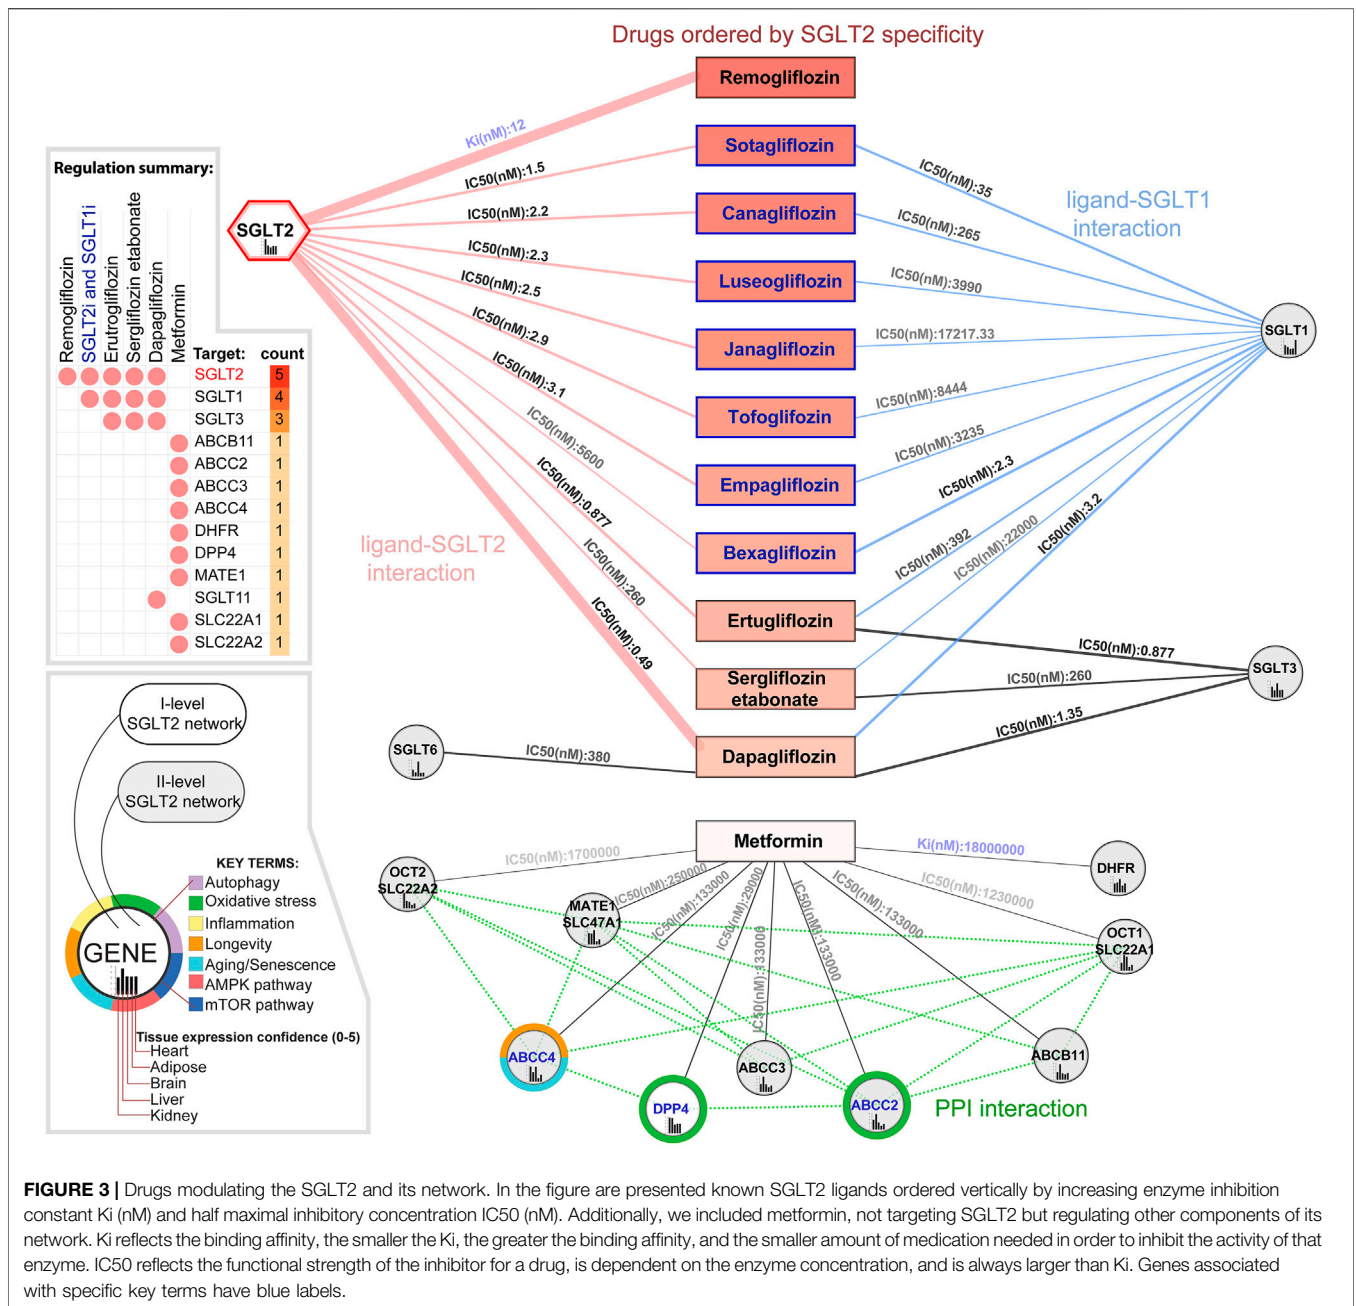 Drugs ordered by SGLT2 specificity
Remogliflozin
Sotagliflozin
Canagliflozin
Luseogliflozin
Janagliflozin
Tofoglifozin
Empagliflozin
Bexagliflozin
Ertugliflozin
Sergliflozin
etabonate
Dapagliflozin
Metformin
SGLT2
Ki(nM):12
IC50(nM):1.5
IC50(nM):2.2
IC50(nM):2.3
IC50(nM):2.5
IC50(nM):2.9
IC50(nM):3.1
IC50(nM):5600
IC50(nM):0.877
IC50(nM):260
IC50(nM):0.49
ligand-SGLT2
interaction
ligand-SGLT1
interaction
IC50(nM):35
IC50(nM):265
IC50(nM):3990
IC50(nM):17217.33
IC50(nM):8444
IC50(nM):3235
IC50(nM):2.3
IC50(nM):392
IC50(nM):22000
IC50(nM):3.2
SGLT1
IC50(nM):0.877
IC50(nM):260
IC50(nM):1.35
SGLT3
SGLT6
IC50(nM):380
Regulation summary:
Remogliflozin
SGLT2i and SGLT1i
Erutrogliflozin
Sergliflozin etabonate
Dapagliflozin
Metformin
Target: count
SGLT2 5
SGLT1 4
SGLT3 3
ABCB11 1
ABCC2 1
ABCC3 1
ABCC4 1
DHFR 1
DPP4 1
MATE1 1
SGLT11 1
SLC22A1 1
SLC22A2 1
I-level
SGLT2 network
II-level
SGLT2 network
GENE
KEY TERMS:
Autophagy
Oxidative stress
Inflammation
Longevity
Aging/Senescence
AMPK pathway
mTOR pathway
Tissue expression confidence (0-5)
Heart
Adipose
Brain
Liver
Kidney
IC50(nM):1700000
IC50(nM):250000
IC50(nM):133000
IC50(nM):29000
IC50(nM):133000
IC50(nM):133000
IC50(nM):133000
IC50(nM):1230000
Ki(nM):18000000
OCT2
SLC22A2
MATE1
SLC47A1
DHFR
OCT1
SLC22A1
ABCC4
DPP4
ABCC3
ABCC2
ABCB11
PPI interaction
FIGURE 3 | Drugs modulating the SGLT2 and its network. In the figure are presented known SGLT2 ligands ordered vertically by increasing enzyme inhibition
constant Ki (nM) and half maximal inhibitory concentration IC50 (nM). Additionally, we included metformin, not targeting SGLT2 but regulating other components of its
network. Ki reflects the binding affinity, the smaller the Ki, the greater the binding affinity, and the smaller amount of medication needed in order to inhibit the activity of that
enzyme. IC50 reflects the functional strength of the inhibitor for a drug, is dependent on the enzyme concentration, and is always larger than Ki. Genes associated
with specific key terms have blue labels.